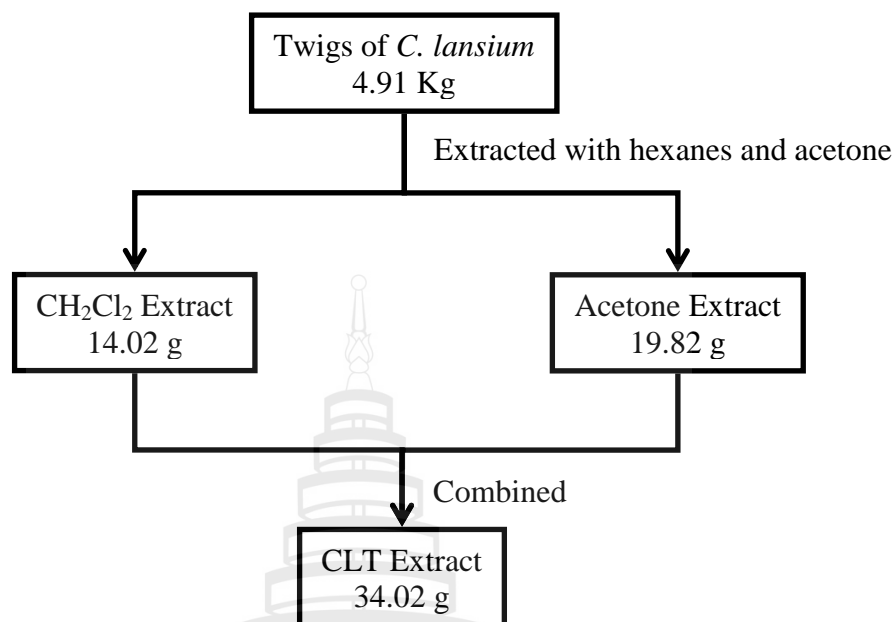 Twigs of C. lansium
4.91 Kg
Extracted with hexanes and acetone
CH₂Cl₂ Extract
14.02 g
Acetone Extract
19.82 g
Combined
CLT Extract
34.02 g